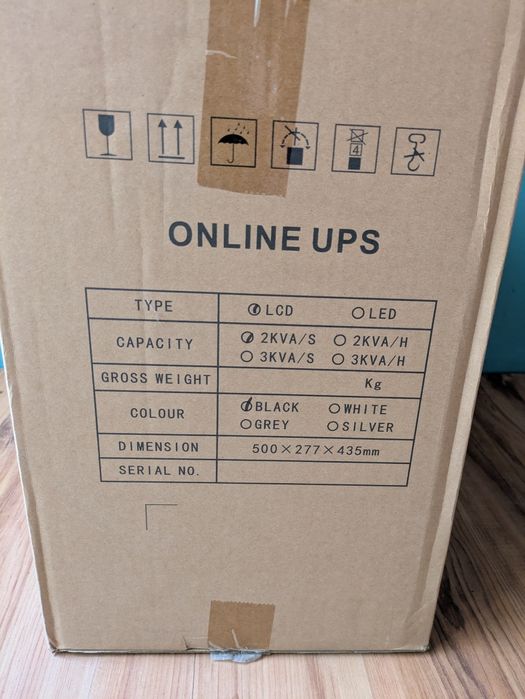 4
ONLINE UPS
TYPE LCD LED
CAPACITY 2KVA/S 2KVA/H
3KVA/S 3KVA/H
GROSS WEIGHT Kg
COLOUR BLACK WHITE
GREY SILVER
DIMENSION 500×277×435mm
SERIAL NO.